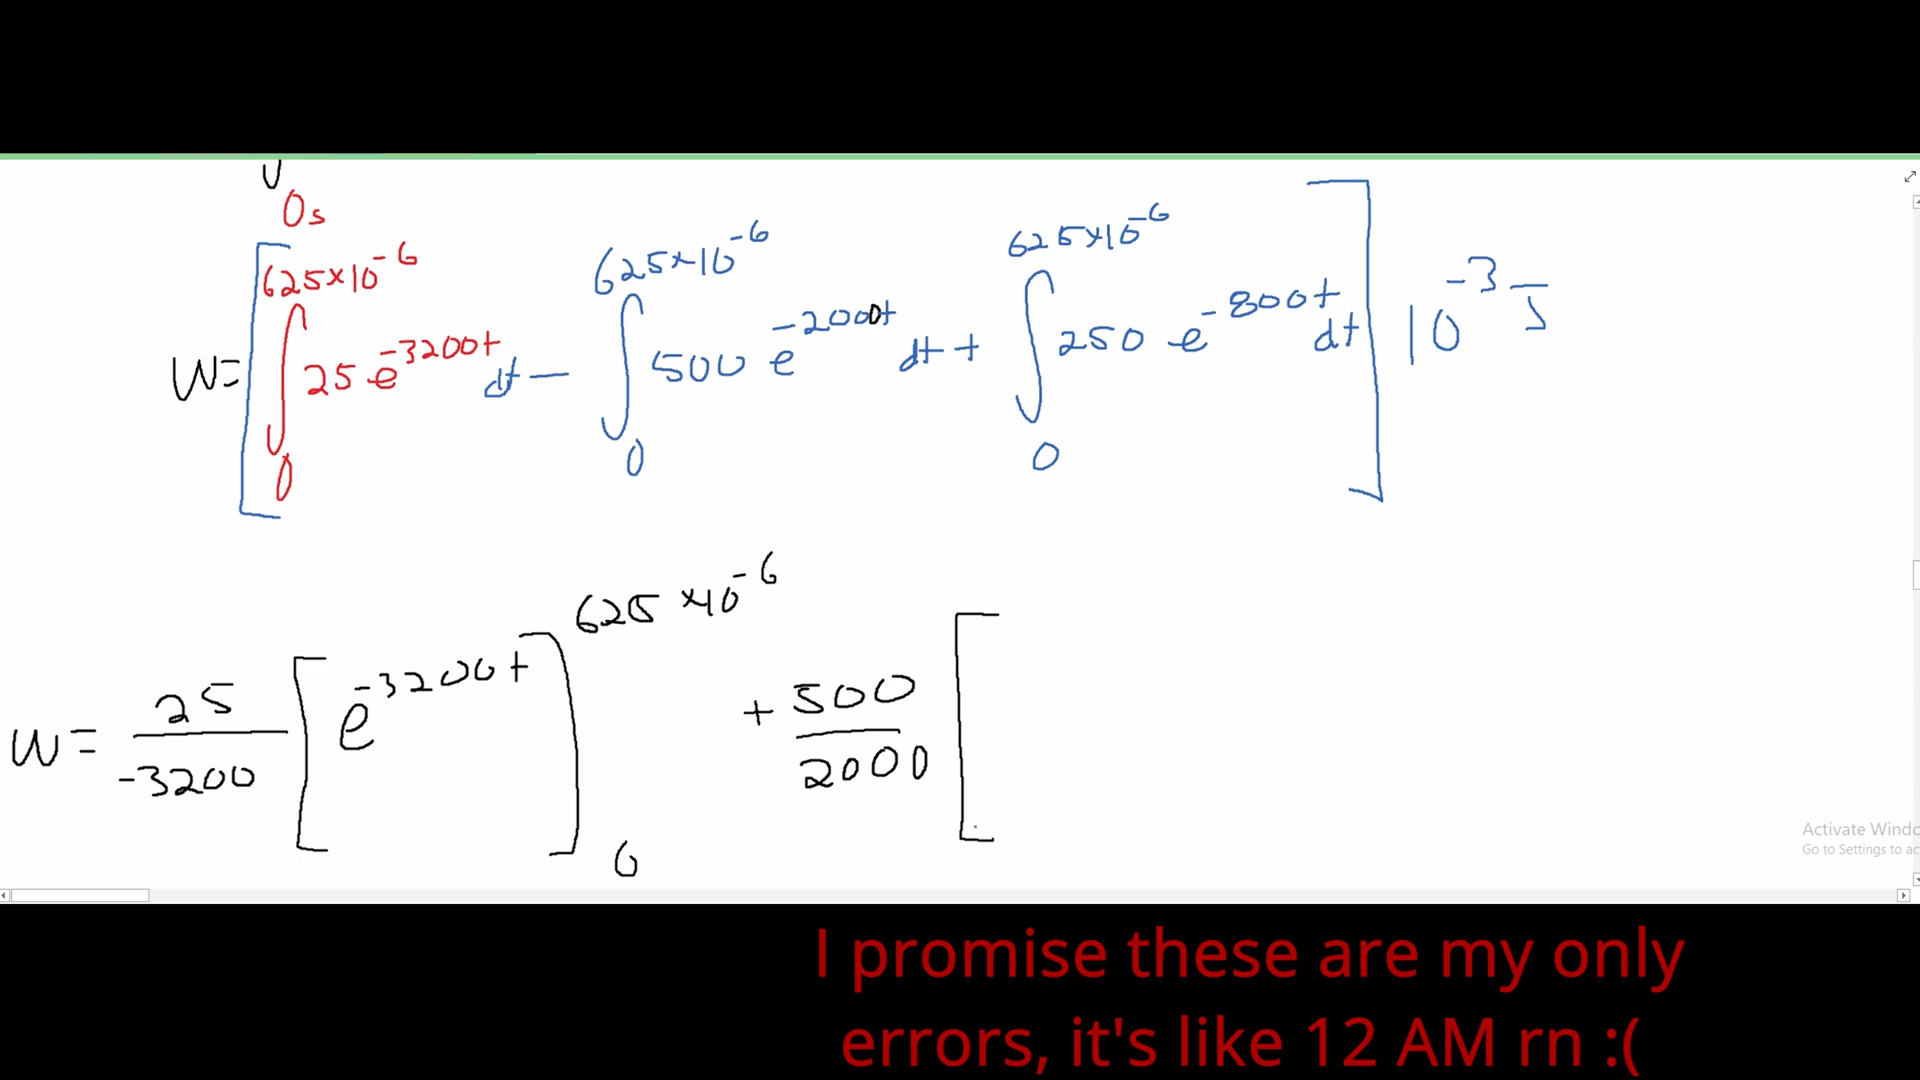 0s
W= [ ∫₀^{625×10^{-6}} 25 e^{-3200t} dt − ∫₀^{625×10^{-6}} 500 e^{-2000t} dt + ∫₀^{625×10^{-6}} 250 e^{-800t} dt ] 10^{-3} J
W= 25/-3200 [ e^{-3200t} ]₀^{625×10^{-6}} + 500/2000 [
Activate Windo
Go to Settings to ac
I promise these are my only
errors, it's like 12 AM rn :(